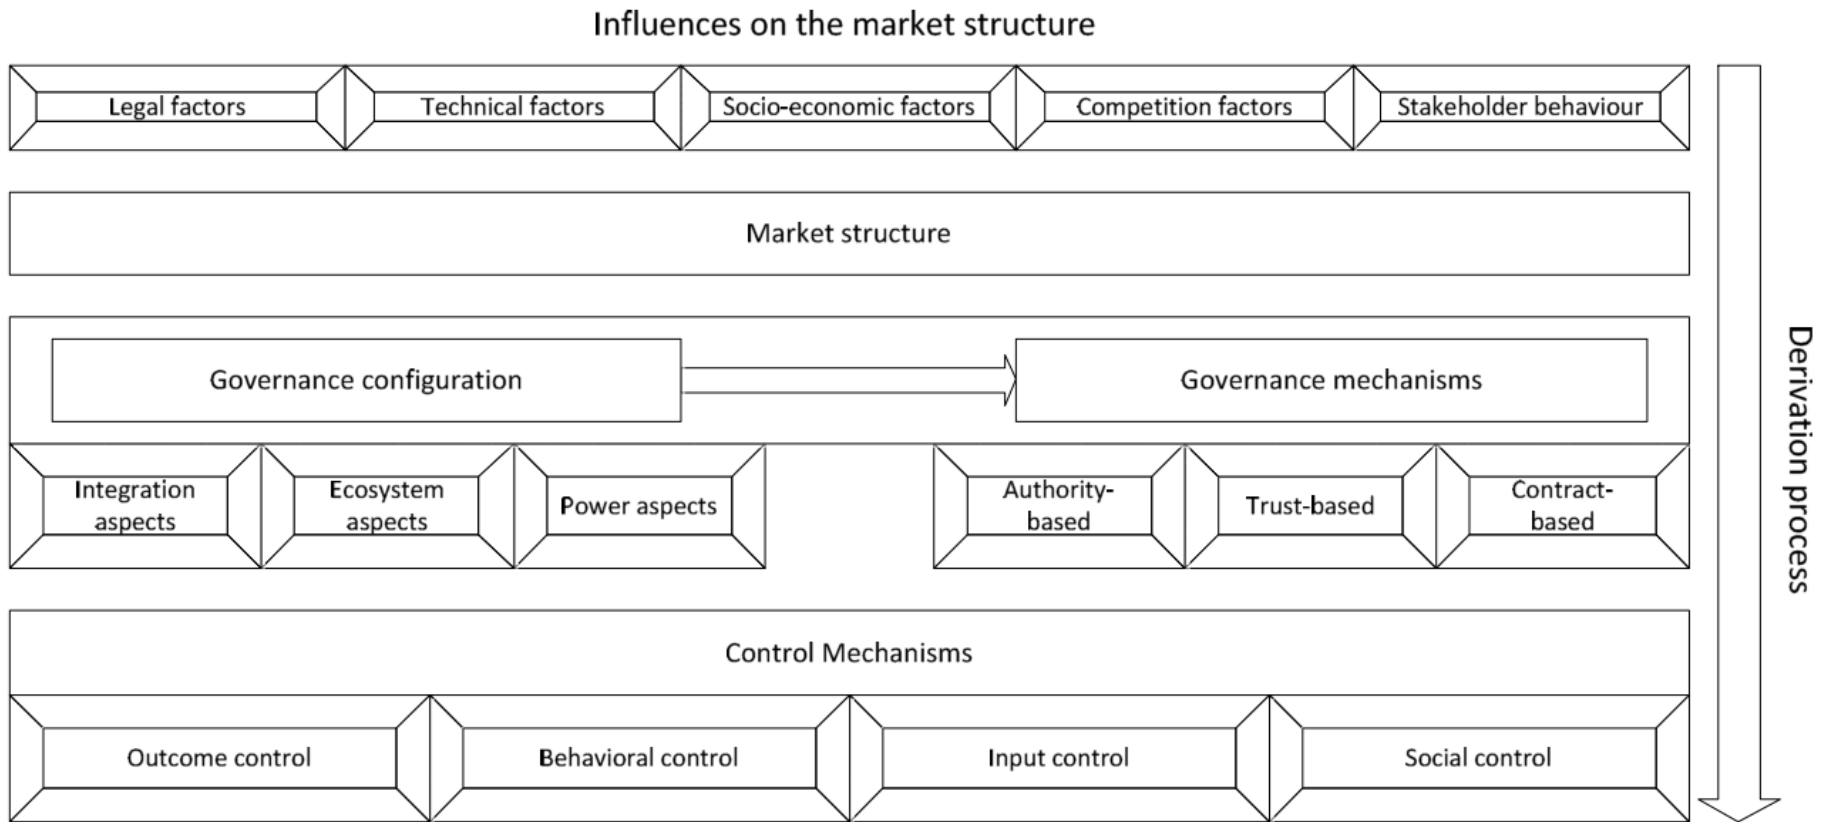 Influences on the market structure
Legal factors
Technical factors
Socio-economic factors
Competition factors
Stakeholder behaviour
Market structure
Governance configuration
Governance mechanisms
Integration
aspects
Ecosystem
aspects
Power aspects
Authority-
based
Trust-based
Contract-
based
Control Mechanisms
Outcome control
Behavioral control
Input control
Social control
Derivation process